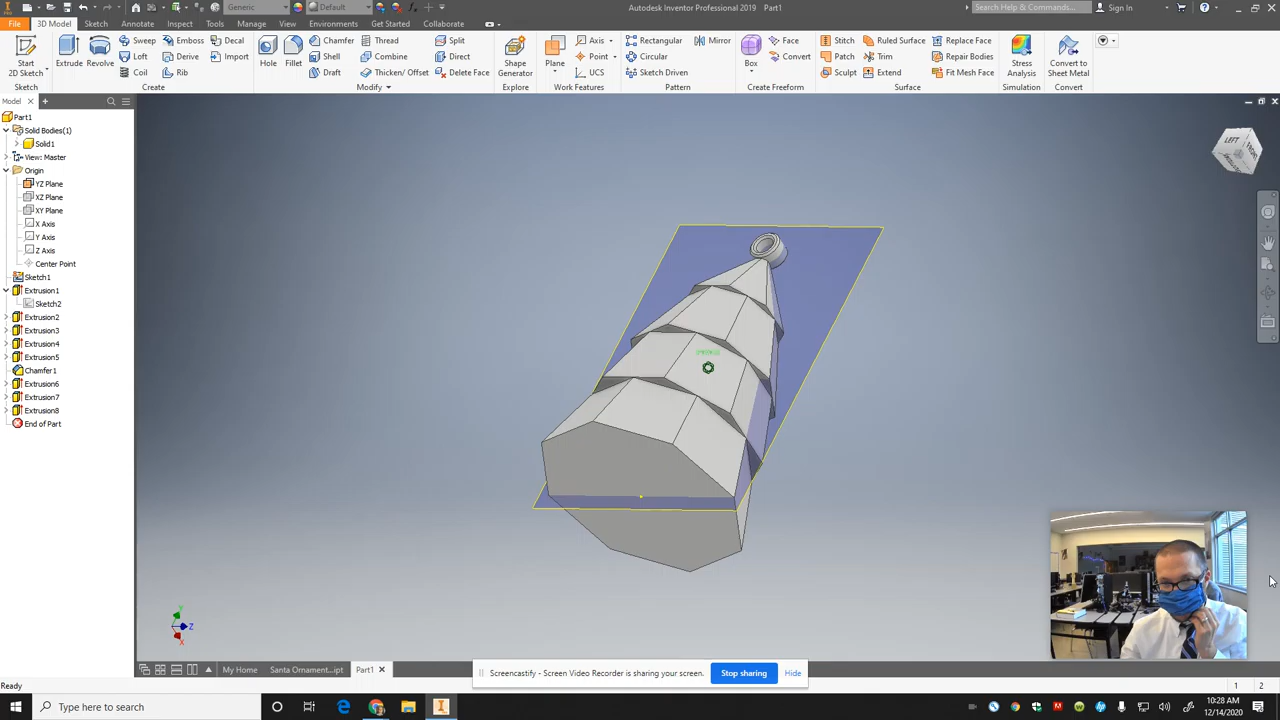 Generic
Default
Autodesk Inventor Professional 2019 Part1
Search Help & Commands...
Sign In
File
3D Model
Sketch
Annotate
Inspect
Tools
Manage
View
Environments
Get Started
Collaborate
Start
2D Sketch
Extrude
Revolve
Sweep
Loft
Coil
Emboss
Derive
Rib
Decal
Import
Hole
Fillet
Chamfer
Shell
Draft
Thread
Combine
Thicken/ Offset
Split
Direct
Delete Face
Shape
Generator
Plane
Axis
Point
UCS
Rectangular
Circular
Sketch Driven
Mirror
Box
Face
Convert
Stitch
Patch
Sculpt
Ruled Surface
Trim
Extend
Replace Face
Repair Bodies
Fit Mesh Face
Stress
Analysis
Convert to
Sheet Metal
Sketch
Create
Modify
Explore
Work Features
Pattern
Create Freeform
Surface
Simulation
Convert
Model
Part1
Solid Bodies(1)
Solid1
View: Master
Origin
YZ Plane
XZ Plane
XY Plane
X Axis
Y Axis
Z Axis
Center Point
Sketch1
Extrusion1
Sketch2
Extrusion2
Extrusion3
Extrusion4
Extrusion5
Chamfer1
Extrusion6
Extrusion7
Extrusion8
End of Part
LEFT
FRONT
Y
Z
X
My Home
Santa Ornament...ipt
Part1
Screencastify - Screen Video Recorder is sharing your screen.
Stop sharing
Hide
Ready
1
2
Type here to search
10:28 AM
12/14/2020